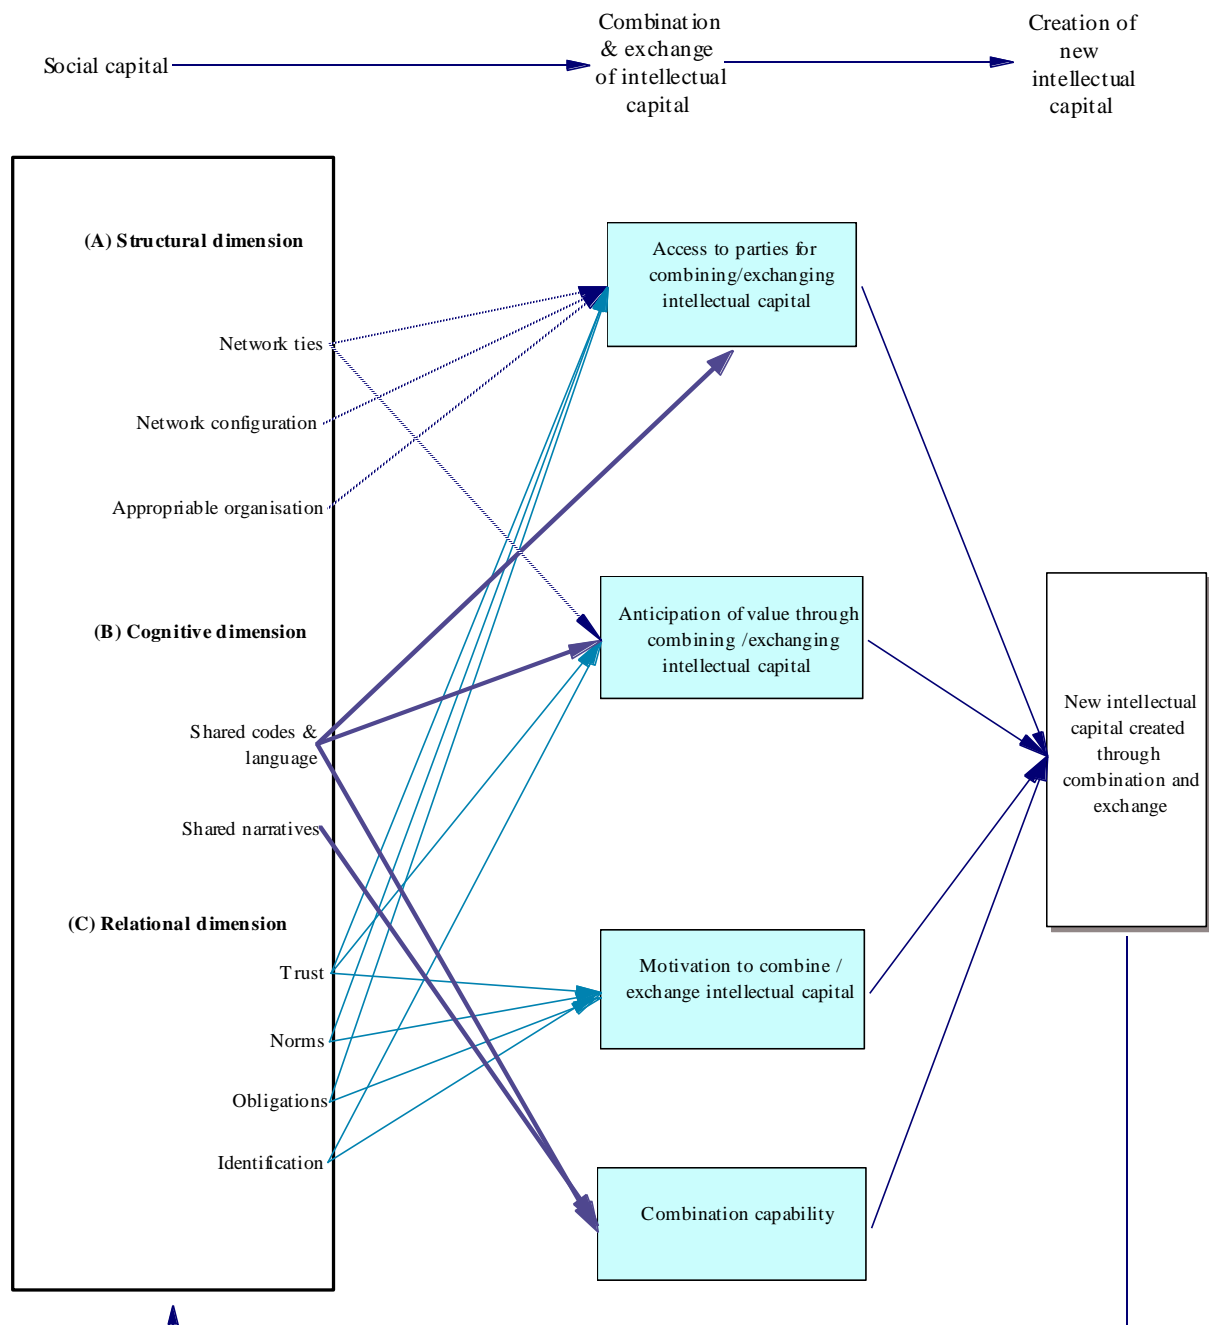 Social capital
Combination
& exchange
of intellectual
capital
Creation of
new
intellectual
capital
(A) Structural dimension
Network ties
Network configuration
Appropriable organisation
(B) Cognitive dimension
Shared codes &
language
Shared narratives
(C) Relational dimension
Trust
Norms
Obligations
Identification
Access to parties for
combining/exchanging
intellectual capital
Anticipation of value through
combining /exchanging
intellectual capital
Motivation to combine /
exchange intellectual capital
Combination capability
New intellectual
capital created
through
combination and
exchange